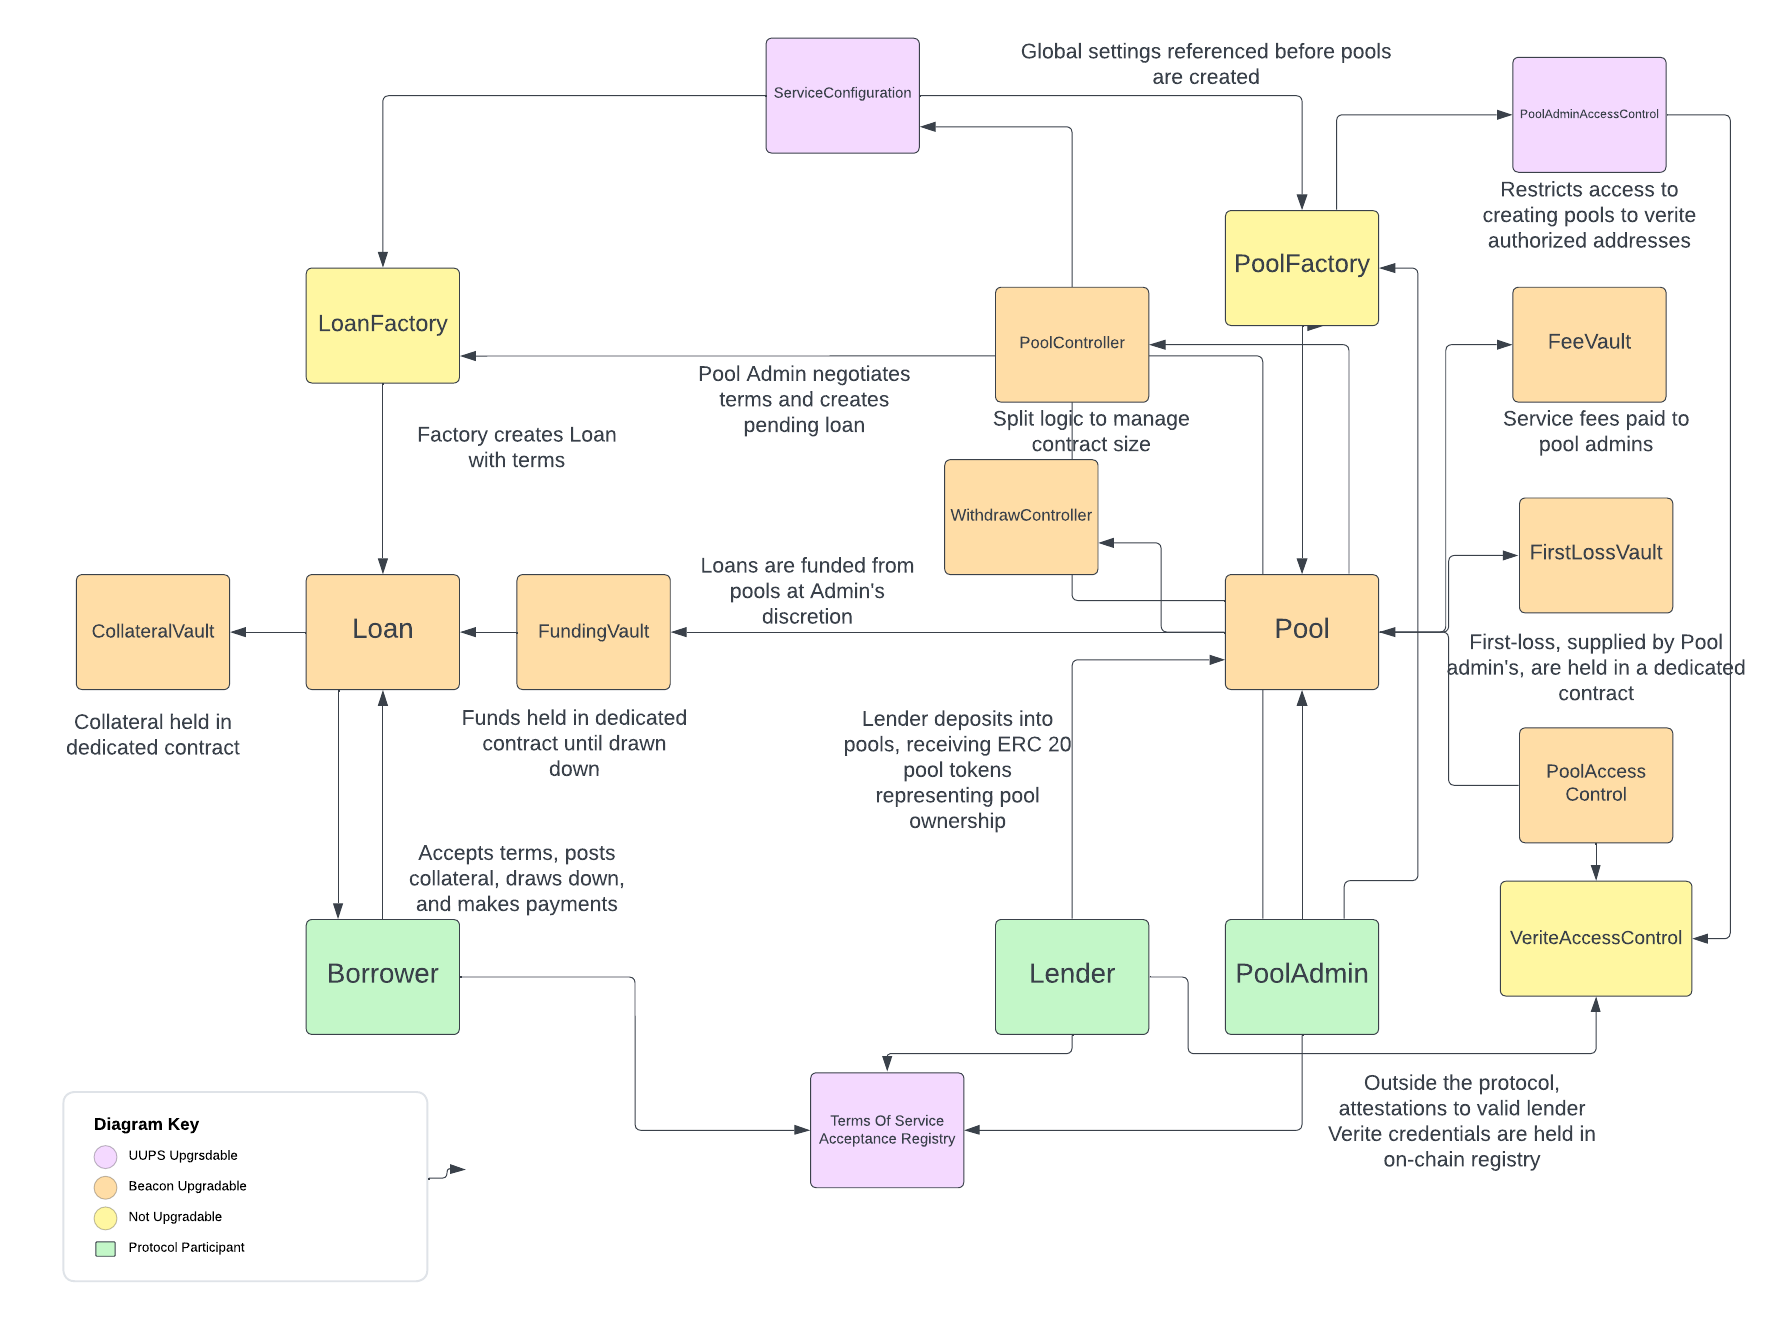 Global settings referenced before pools
are created
ServiceConfiguration
PoolAdminAccessControl
Restricts access to
creating pools to verite
authorized addresses
PoolFactory
LoanFactory
PoolController
FeeVault
Pool Admin negotiates
terms and creates
pending loan
Split logic to manage
contract size
Service fees paid to
pool admins
Factory creates Loan
with terms
WithdrawController
FirstLossVault
Loans are funded from
pools at Admin's
discretion
CollateralVault
Loan
FundingVault
Pool
First-loss, supplied by Pool
admin's, are held in a dedicated
contract
Collateral held in
dedicated contract
Funds held in dedicated
contract until drawn
down
Lender deposits into
pools, receiving ERC 20
pool tokens
representing pool
ownership
PoolAccess
Control
Accepts terms, posts
collateral, draws down,
and makes payments
VeriteAccessControl
Borrower
Lender
PoolAdmin
Terms Of Service
Acceptance Registry
Outside the protocol,
attestations to valid lender
Verite credentials are held in
on-chain registry
Diagram Key
UUPS Upgrsdable
Beacon Upgradable
Not Upgradable
Protocol Participant